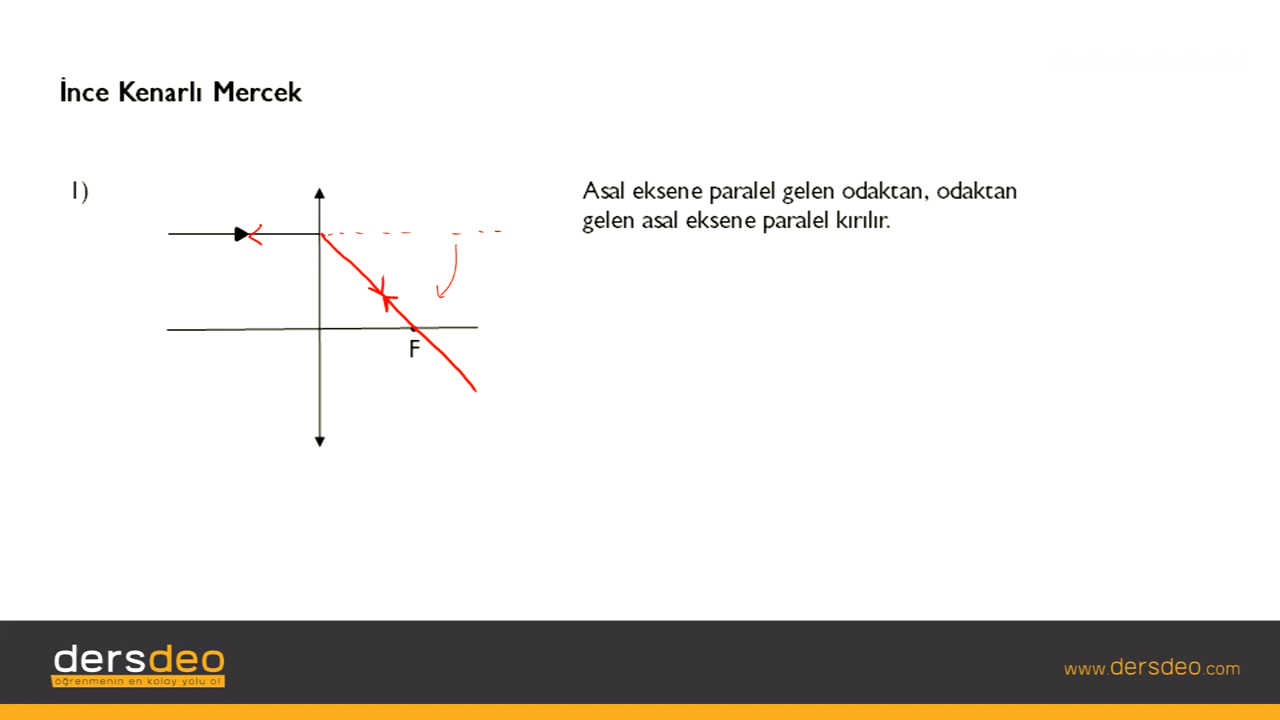 İnce Kenarlı Mercek
1)
Asal eksene paralel gelen odaktan, odaktan
gelen asal eksene paralel kırılır.
F
dersdeo
öğrenmenin en kolay yolu o!
www.dersdeo.com